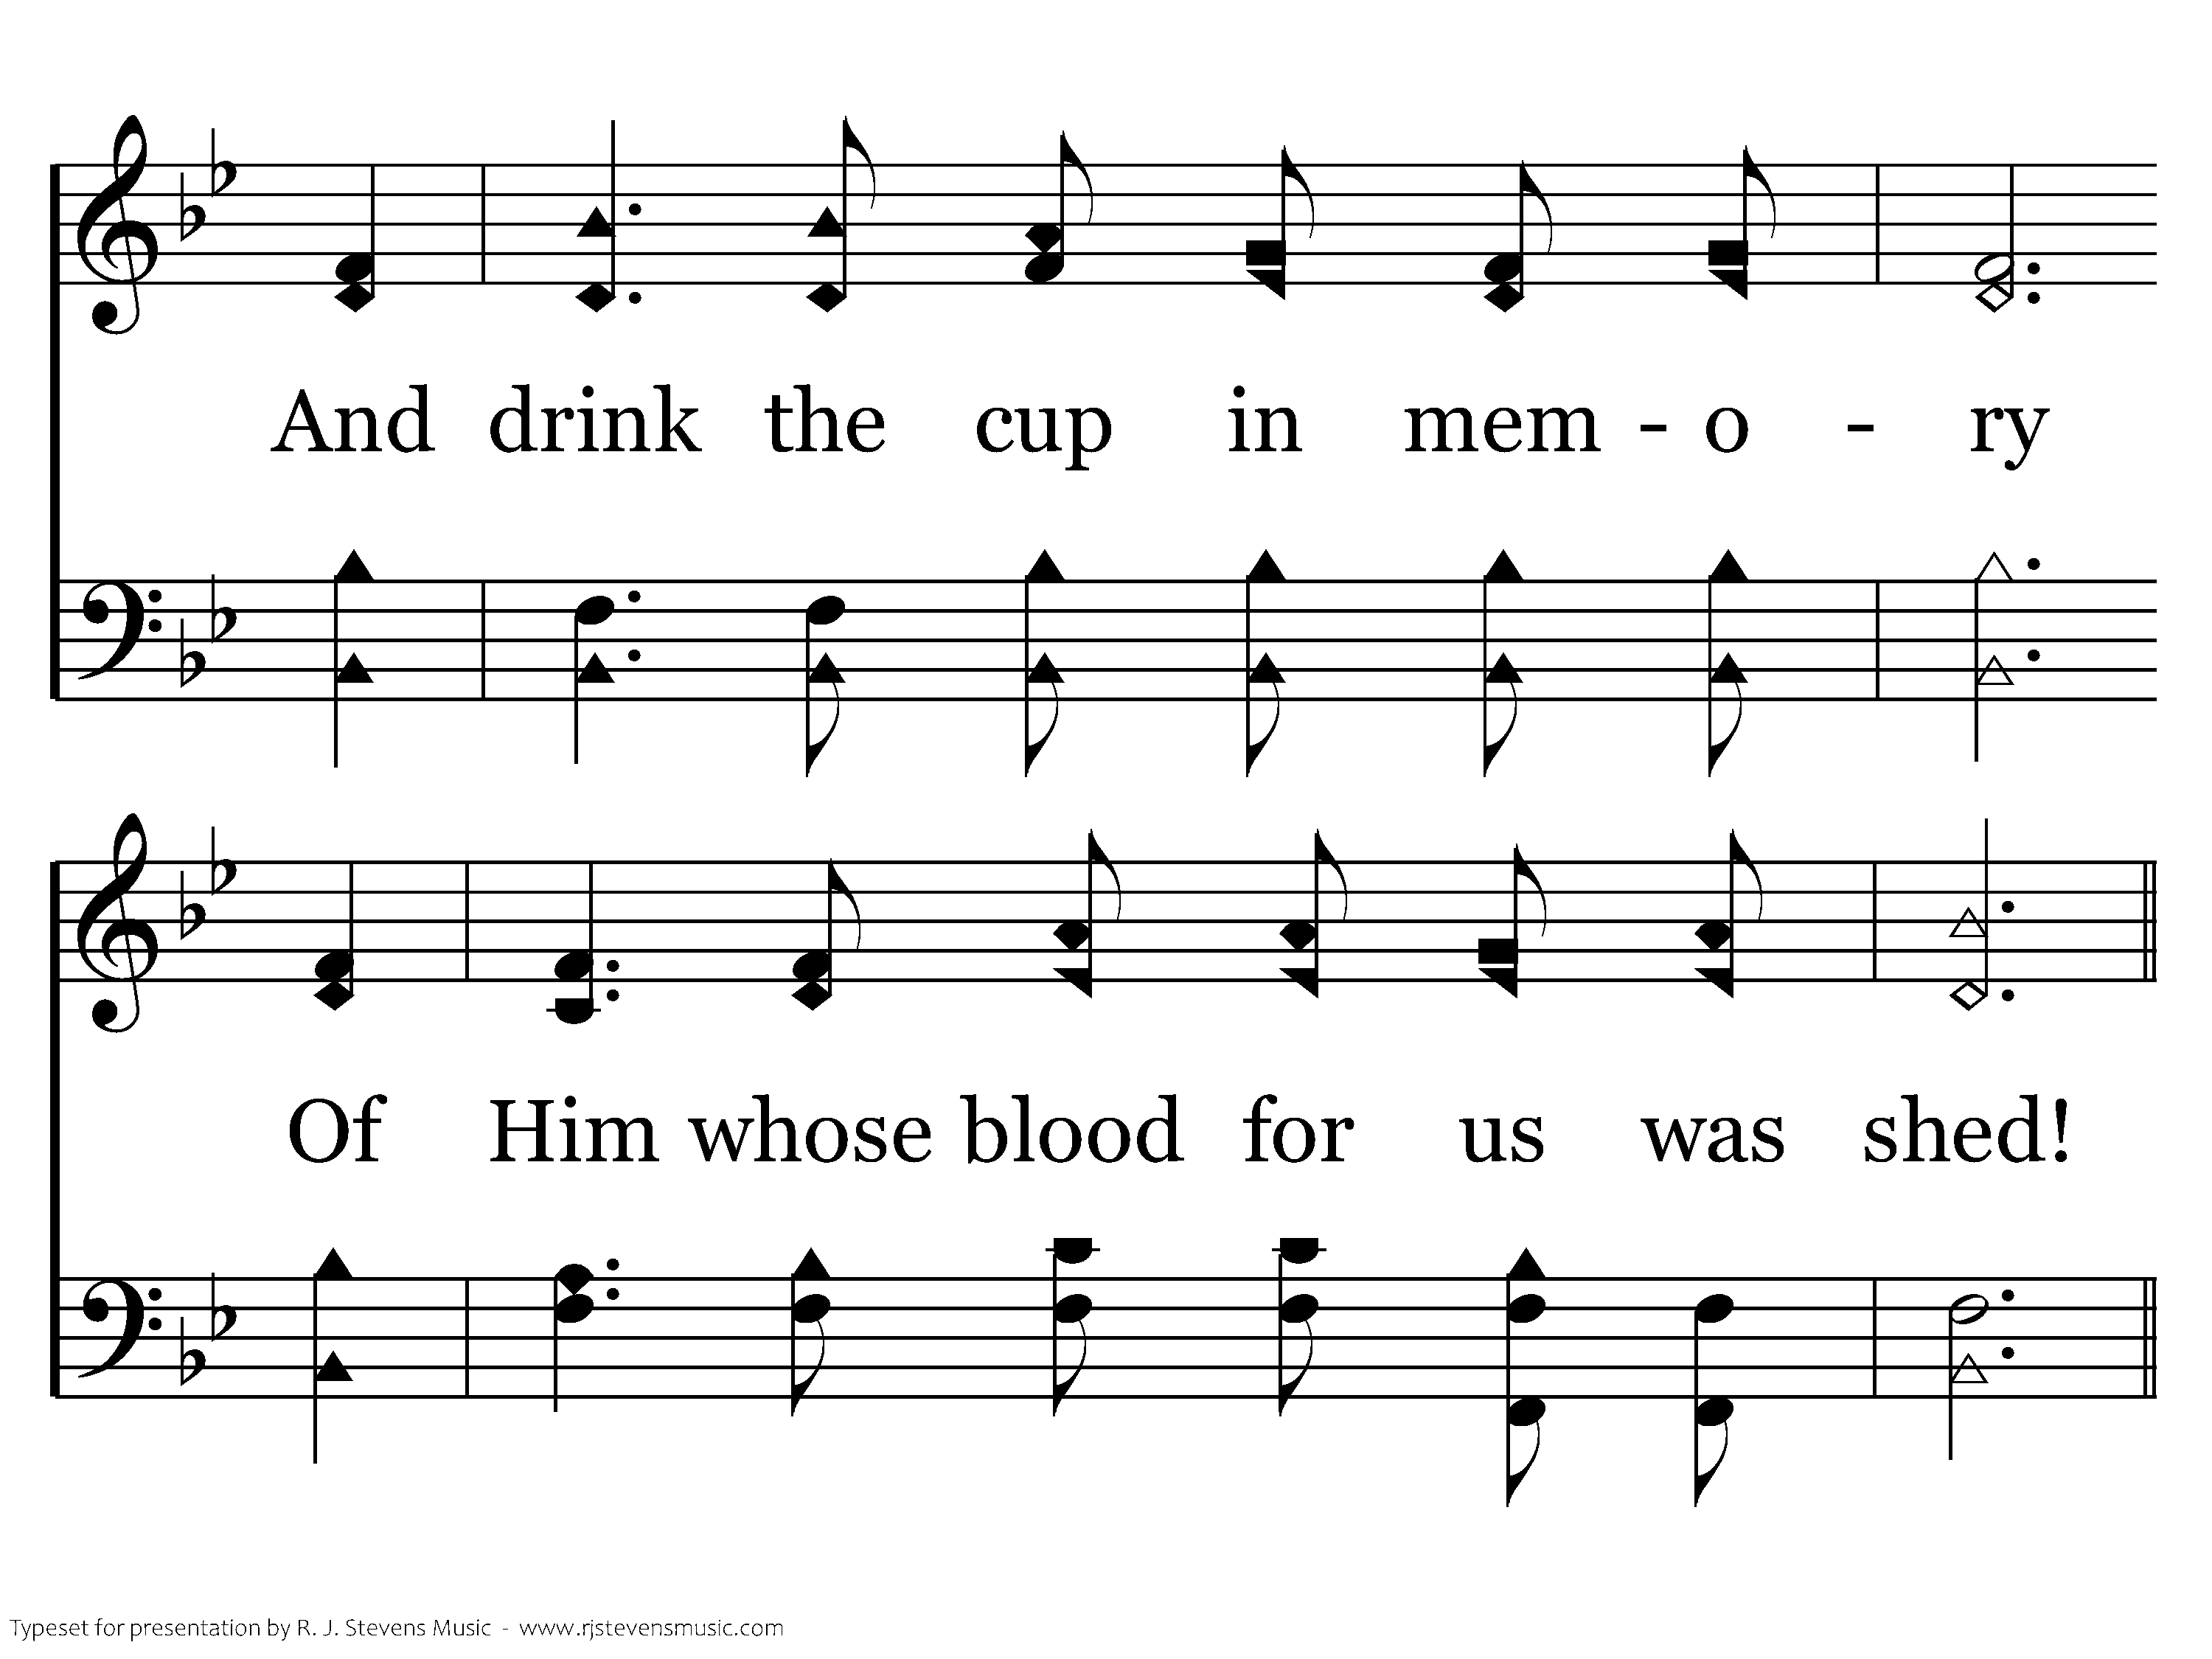 And drink the cup in mem - o - ry
Of Him whose blood for us was shed!
Typeset for presentation by R. J. Stevens Music - www.rjstevensmusic.com